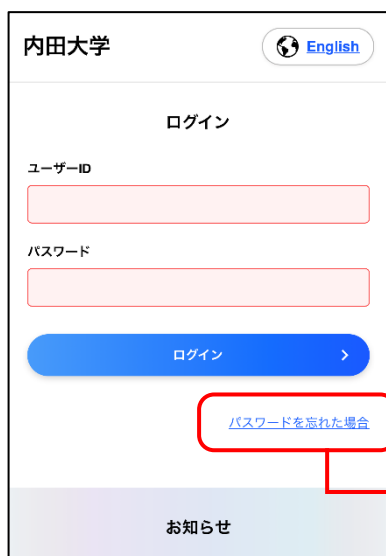 内田大学
English
ログイン
ユーザーID
パスワード
ログイン
パスワードを忘れた場合
お知らせ